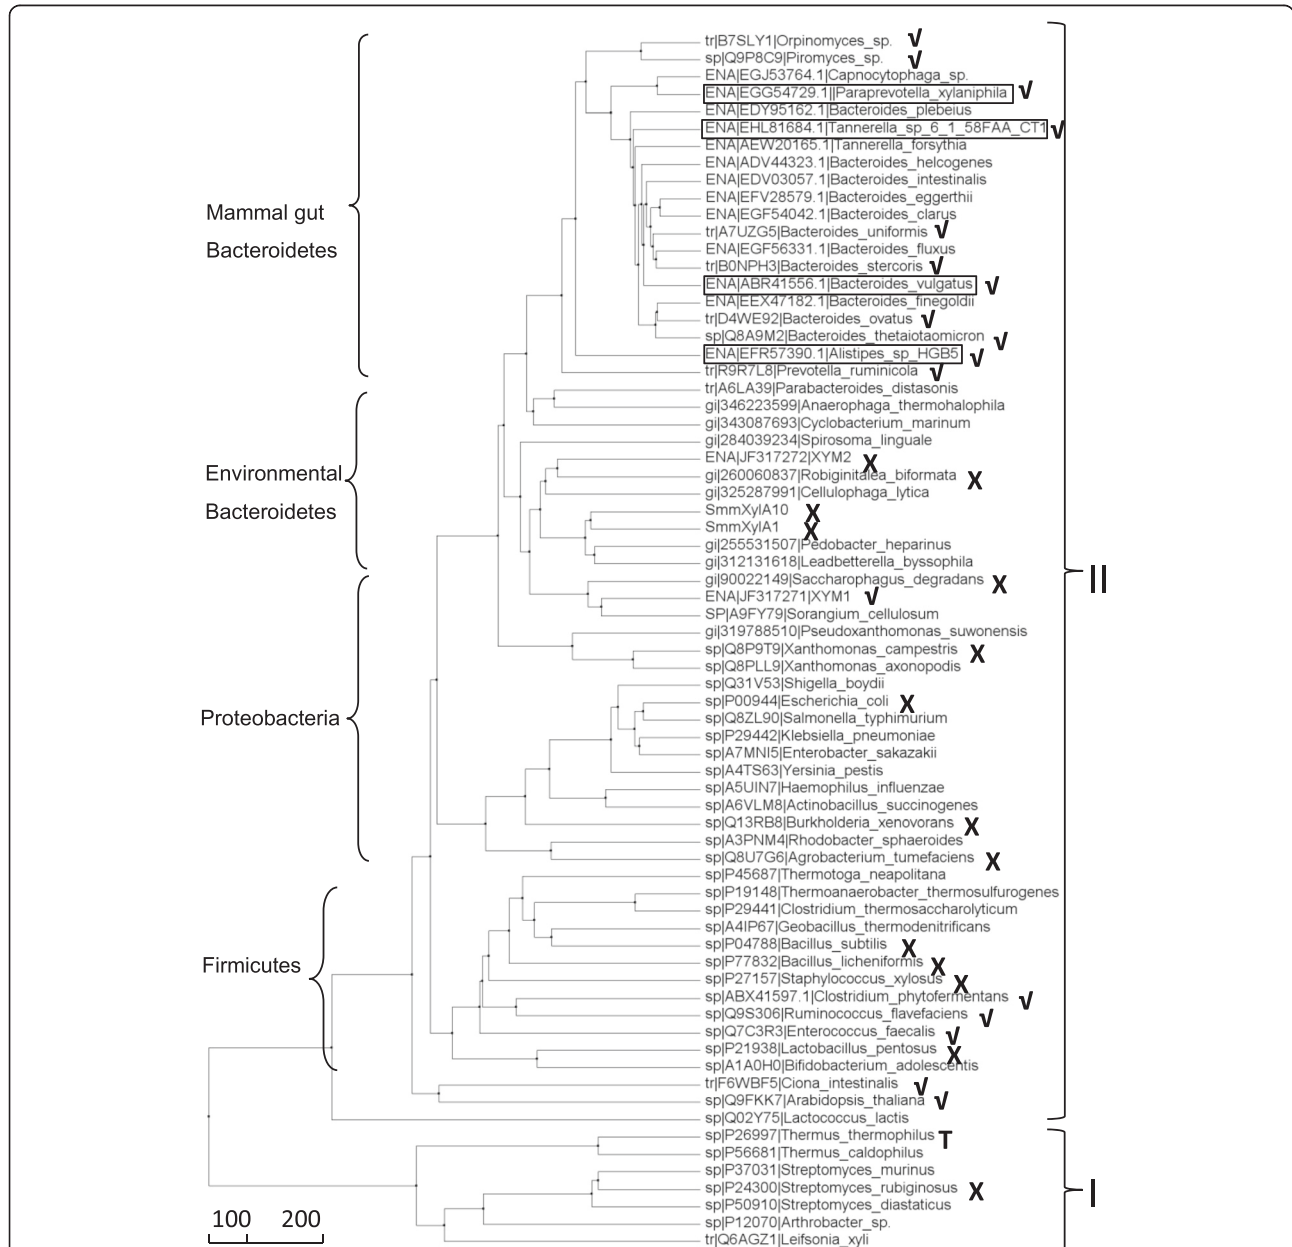 tr|B7SLY1|Orpinomyces_sp. √
sp|Q9P8C9|Piromyces_sp. √
ENA|EGJ53764.1|Capnocytophaga_sp.
ENA|EGG54729.1||Paraprevotella_xylaniphila √
ENA|EDY95162.1|Bacteroides_plebeius
ENA|EHL81684.1|Tannerella_sp_6_1_58FAA_CT1 √
ENA|AEW20165.1|Tannerella_forsythia
ENA|ADV44323.1|Bacteroides_helcogenes
ENA|EDV03057.1|Bacteroides_intestinalis
ENA|EFV28579.1|Bacteroides_eggerthii
ENA|EGF54042.1|Bacteroides_clarus
tr|A7UZG5|Bacteroides_uniformis √
ENA|EGF56331.1|Bacteroides_fluxus
tr|B0NPH3|Bacteroides_stercoris √
ENA|ABR41556.1|Bacteroides_vulgatus √
ENA|EEX47182.1|Bacteroides_finegoldii
tr|D4WE92|Bacteroides_ovatus √
sp|Q8A9M2|Bacteroides_thetaiotaomicron √
ENA|EFR57390.1|Alistipes_sp_HGB5 √
tr|R9R7L8|Prevotella_ruminicola √
Mammal gut
Bacteroidetes
tr|A6LA39|Parabacteroides_distasonis
gi|346223599|Anaerophaga_thermohalophila
gi|343087693|Cyclobacterium_marinum
gi|284039234|Spirosoma_linguale
ENA|JF317272|XYM2 X
gi|260060837|Robiginitalea_biformata X
gi|325287991|Cellulophaga_lytica
SmmXylA10 X
SmmXylA1 X
gi|255531507|Pedobacter_heparinus
gi|312131618|Leadbetterella_byssophila
Environmental
Bacteroidetes
gi|90022149|Saccharophagus_degradans X
ENA|JF317271|XYM1 √
SP|A9FY79|Sorangium_cellulosum
gi|319788510|Pseudoxanthomonas_suwonensis
sp|Q8P9T9|Xanthomonas_campestris X
sp|Q8PLL9|Xanthomonas_axonopodis
sp|Q31V53|Shigella_boydii
sp|P00944|Escherichia_coli X
sp|Q8ZL90|Salmonella_typhimurium
sp|P29442|Klebsiella_pneumoniae
sp|A7MNI5|Enterobacter_sakazakii
sp|A4TS63|Yersinia_pestis
sp|A5UIN7|Haemophilus_influenzae
sp|A6VLM8|Actinobacillus_succinogenes
sp|Q13RB8|Burkholderia_xenovorans X
sp|A3PNM4|Rhodobacter_sphaeroides
sp|Q8U7G6|Agrobacterium_tumefaciens X
Proteobacteria
sp|P45687|Thermotoga_neapolitana
sp|P19148|Thermoanaerobacter_thermosulfurogenes
sp|P29441|Clostridium_thermosaccharolyticum
sp|A4IP67|Geobacillus_thermodenitrificans
sp|P04788|Bacillus_subtilis X
sp|P77832|Bacillus_licheniformis X
sp|P27157|Staphylococcus_xylosus X
sp|ABX41597.1|Clostridium_phytofermentans √
sp|Q9S306|Ruminococcus_flavefaciens √
sp|Q7C3R3|Enterococcus_faecalis √
sp|P21938|Lactobacillus_pentosus X
sp|A1A0H0|Bifidobacterium_adolescentis
Firmicutes
tr|F6WBF5|Ciona_intestinalis √
sp|Q9FKK7|Arabidopsis_thaliana √
sp|Q02Y75|Lactococcus_lactis
II
sp|P26997|Thermus_thermophilus T
sp|P56681|Thermus_caldophilus
sp|P37031|Streptomyces_murinus
sp|P24300|Streptomyces_rubiginosus X
sp|P50910|Streptomyces_diastaticus
sp|P12070|Arthrobacter_sp.
tr|Q6AGZ1|Leifsonia_xyli
I
100 200